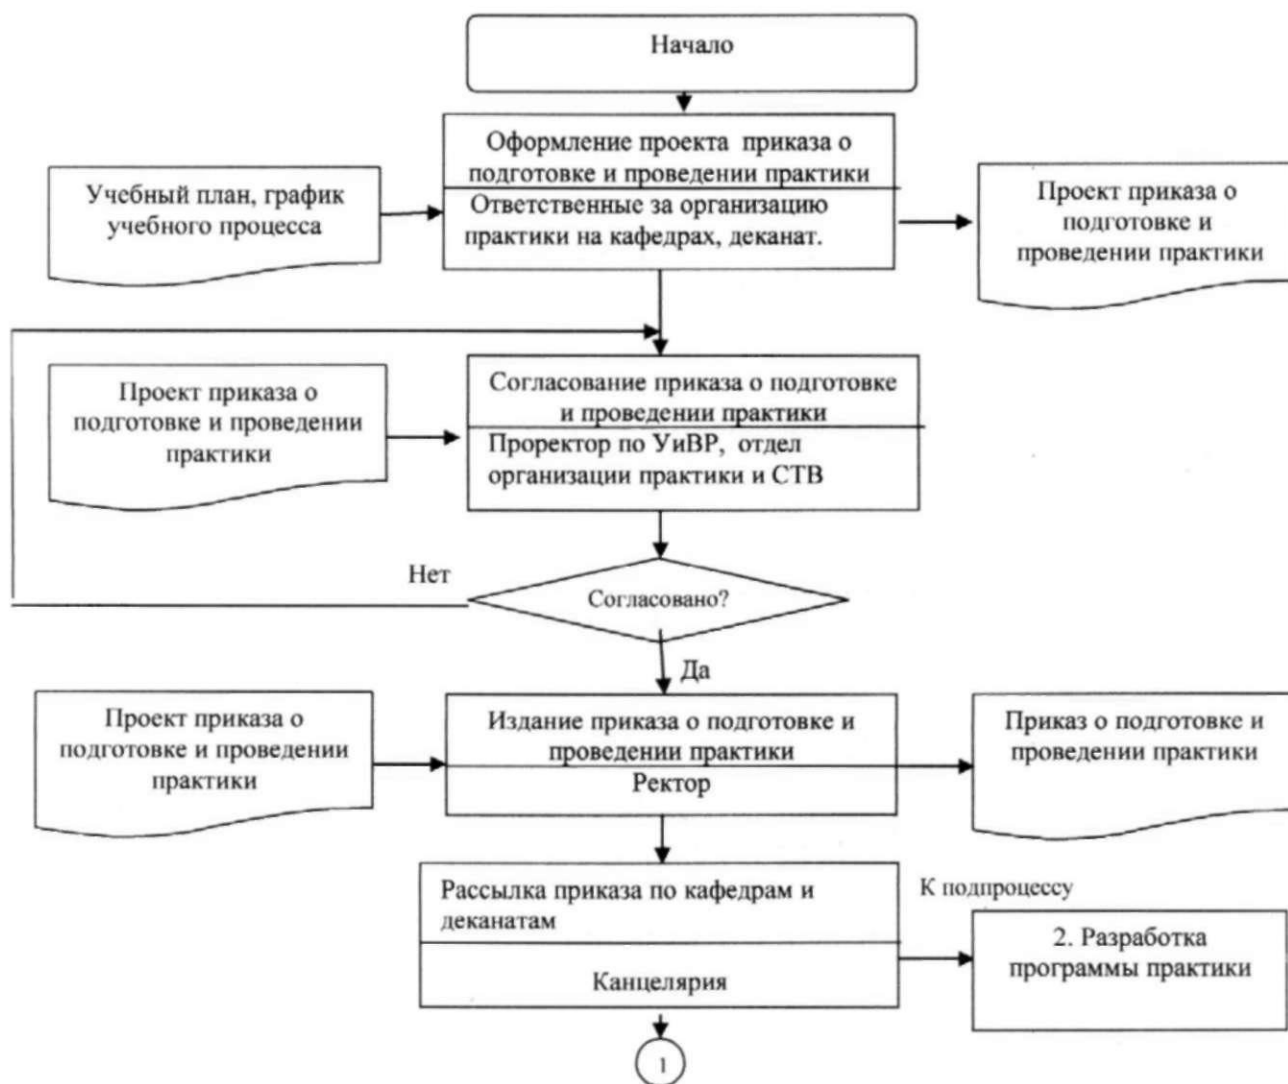 Начало
Оформление проекта приказа о
подготовке и проведении практики
Ответственные за организацию
практики на кафедрах, деканат.
Учебный план, график
учебного процесса
Проект приказа о
подготовке и
проведении практики
Проект приказа о
подготовке и проведении
практики
Согласование приказа о подготовке
и проведении практики
Проректор по УиВР, отдел
организации практики и СТВ
Нет
Согласовано?
Да
Проект приказа о
подготовке и проведении
практики
Издание приказа о подготовке и
проведении практики
Ректор
Приказ о подготовке и
проведении практики
Рассылка приказа по кафедрам и
деканатам
Канцелярия
К подпроцессу
2. Разработка
программы практики
1